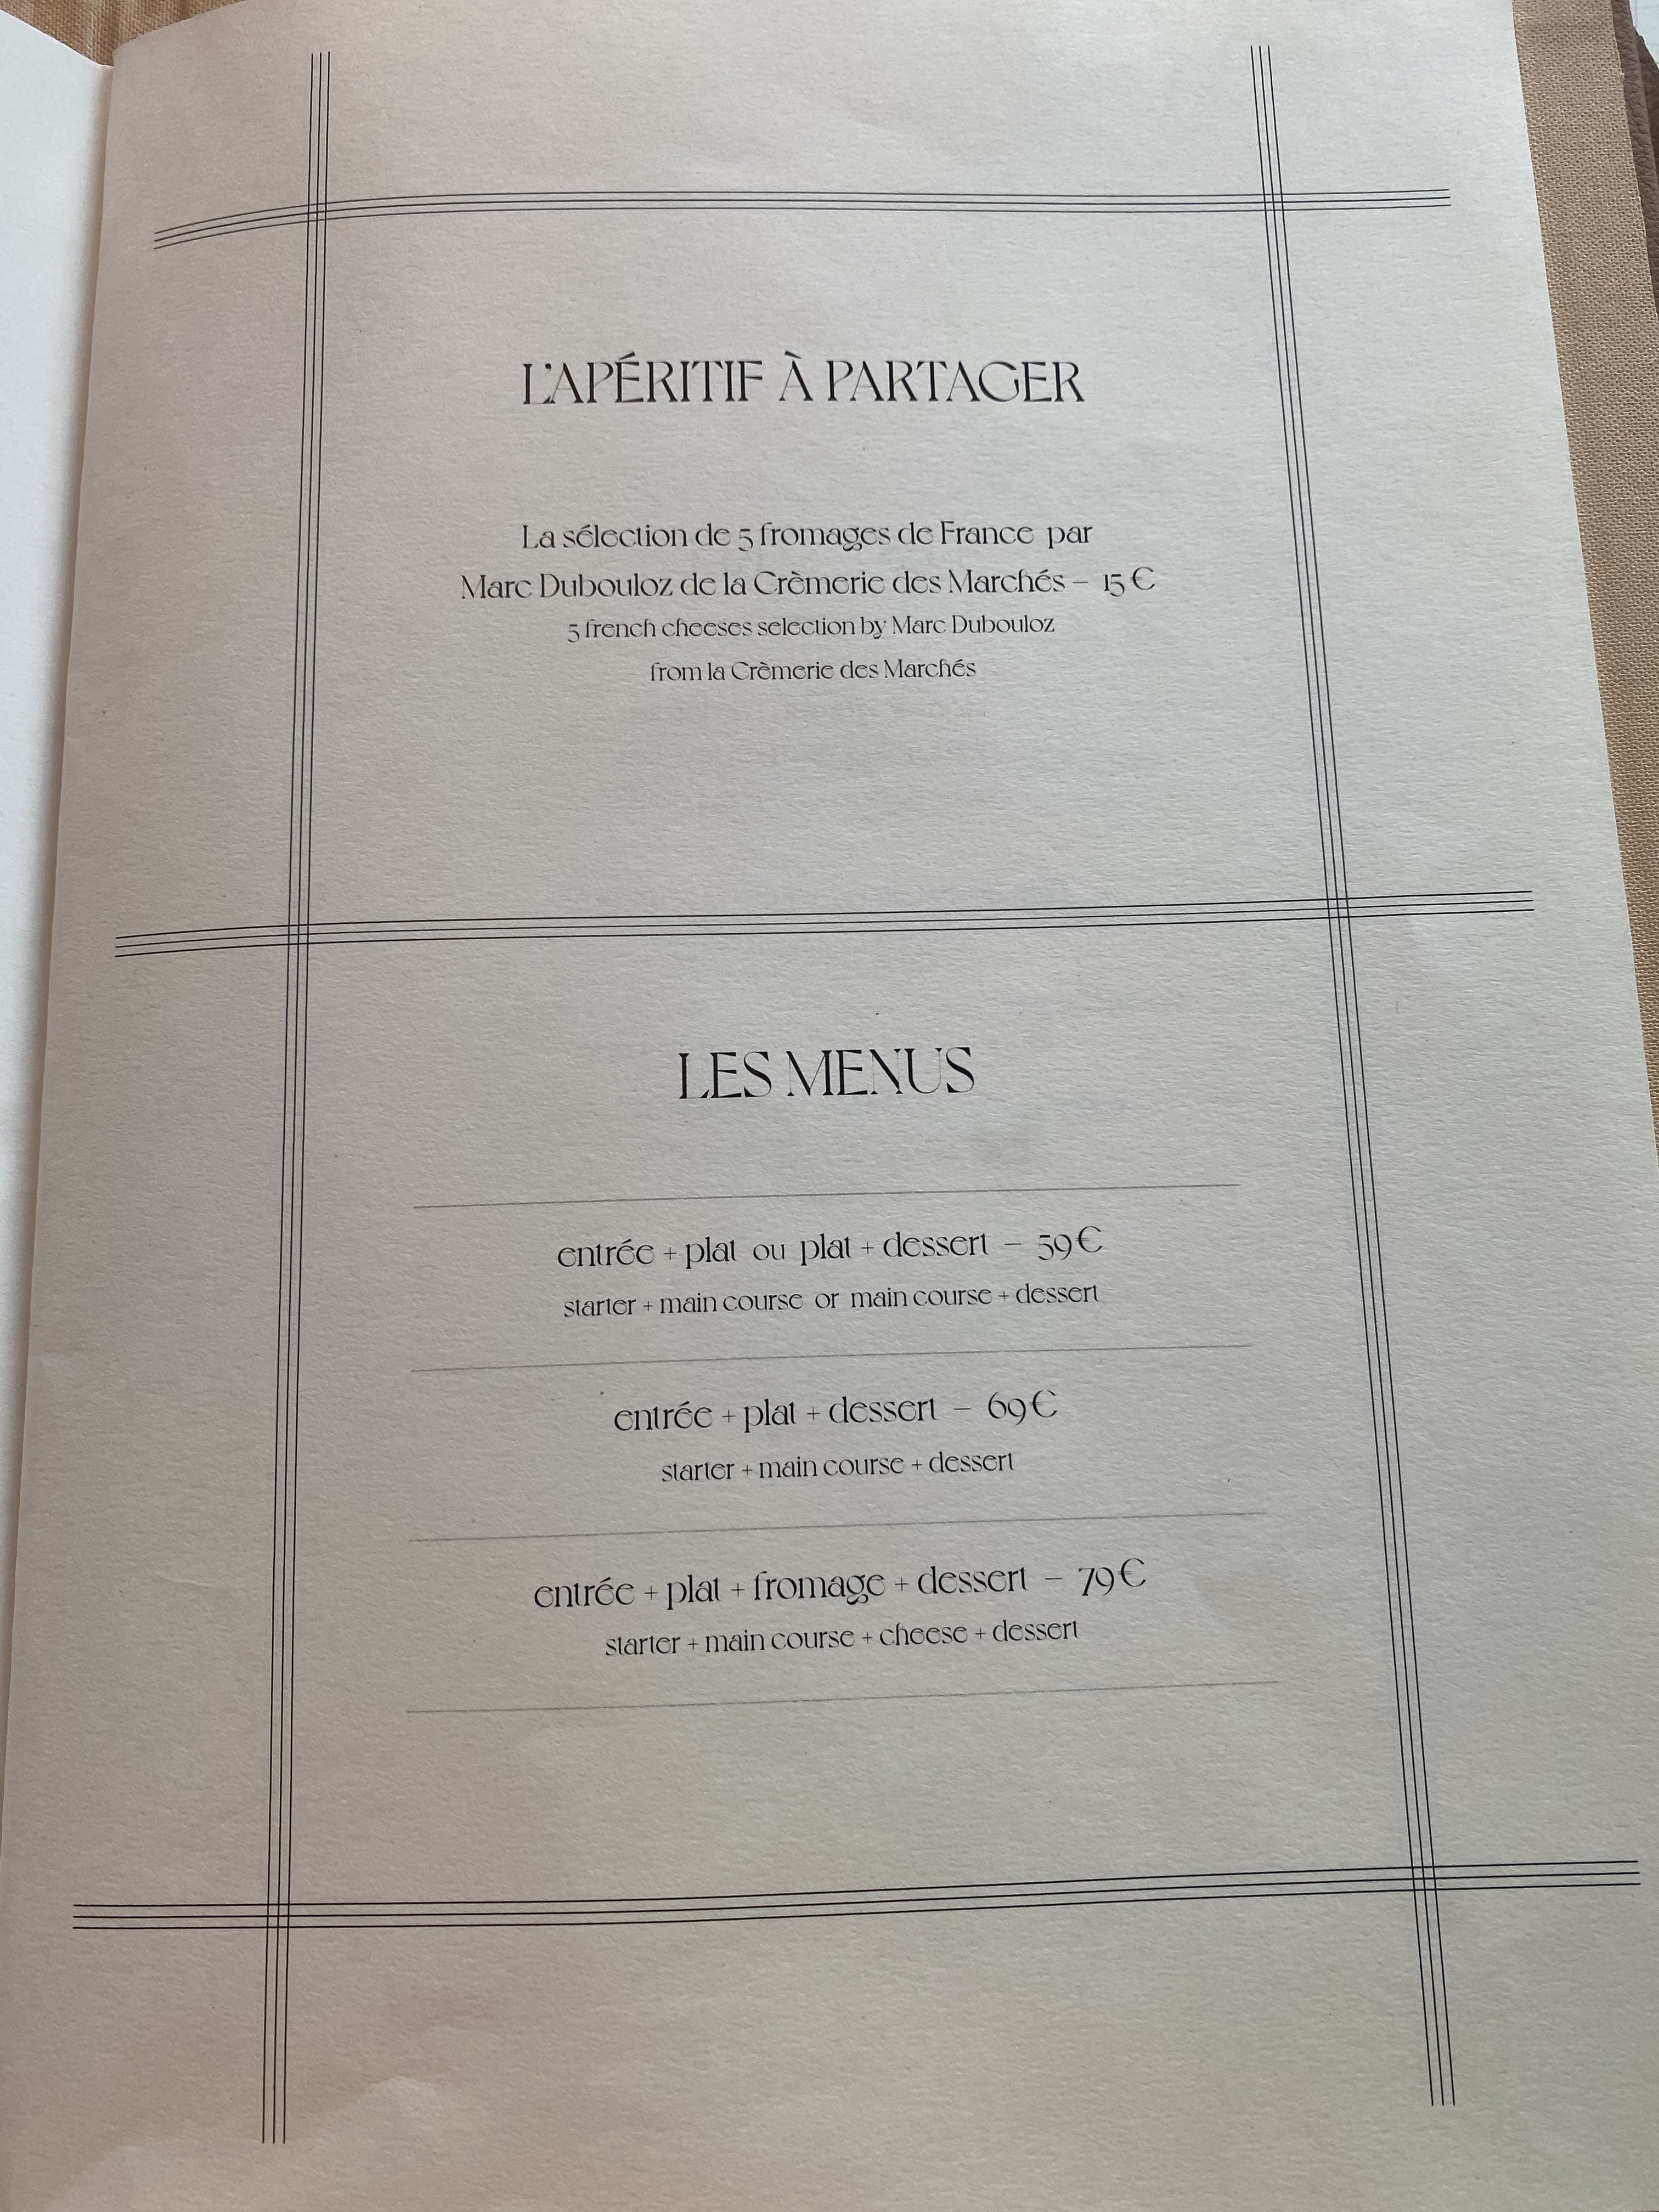 L'APÉRITIF À PARTAGER
La sélection de 5 fromages de France par
Marc Dubouloz de la Crèmerie des Marchés – 15 €
5 french cheeses selection by Marc Dubouloz
from la Crèmerie des Marchés
LES MENUS
entrée + plat ou plat + dessert – 59 €
starter + main course or main course + dessert
entrée + plat + dessert – 69 €
starter + main course + dessert
entrée + plat + fromage + dessert – 79 €
starter + main course + cheese + dessert